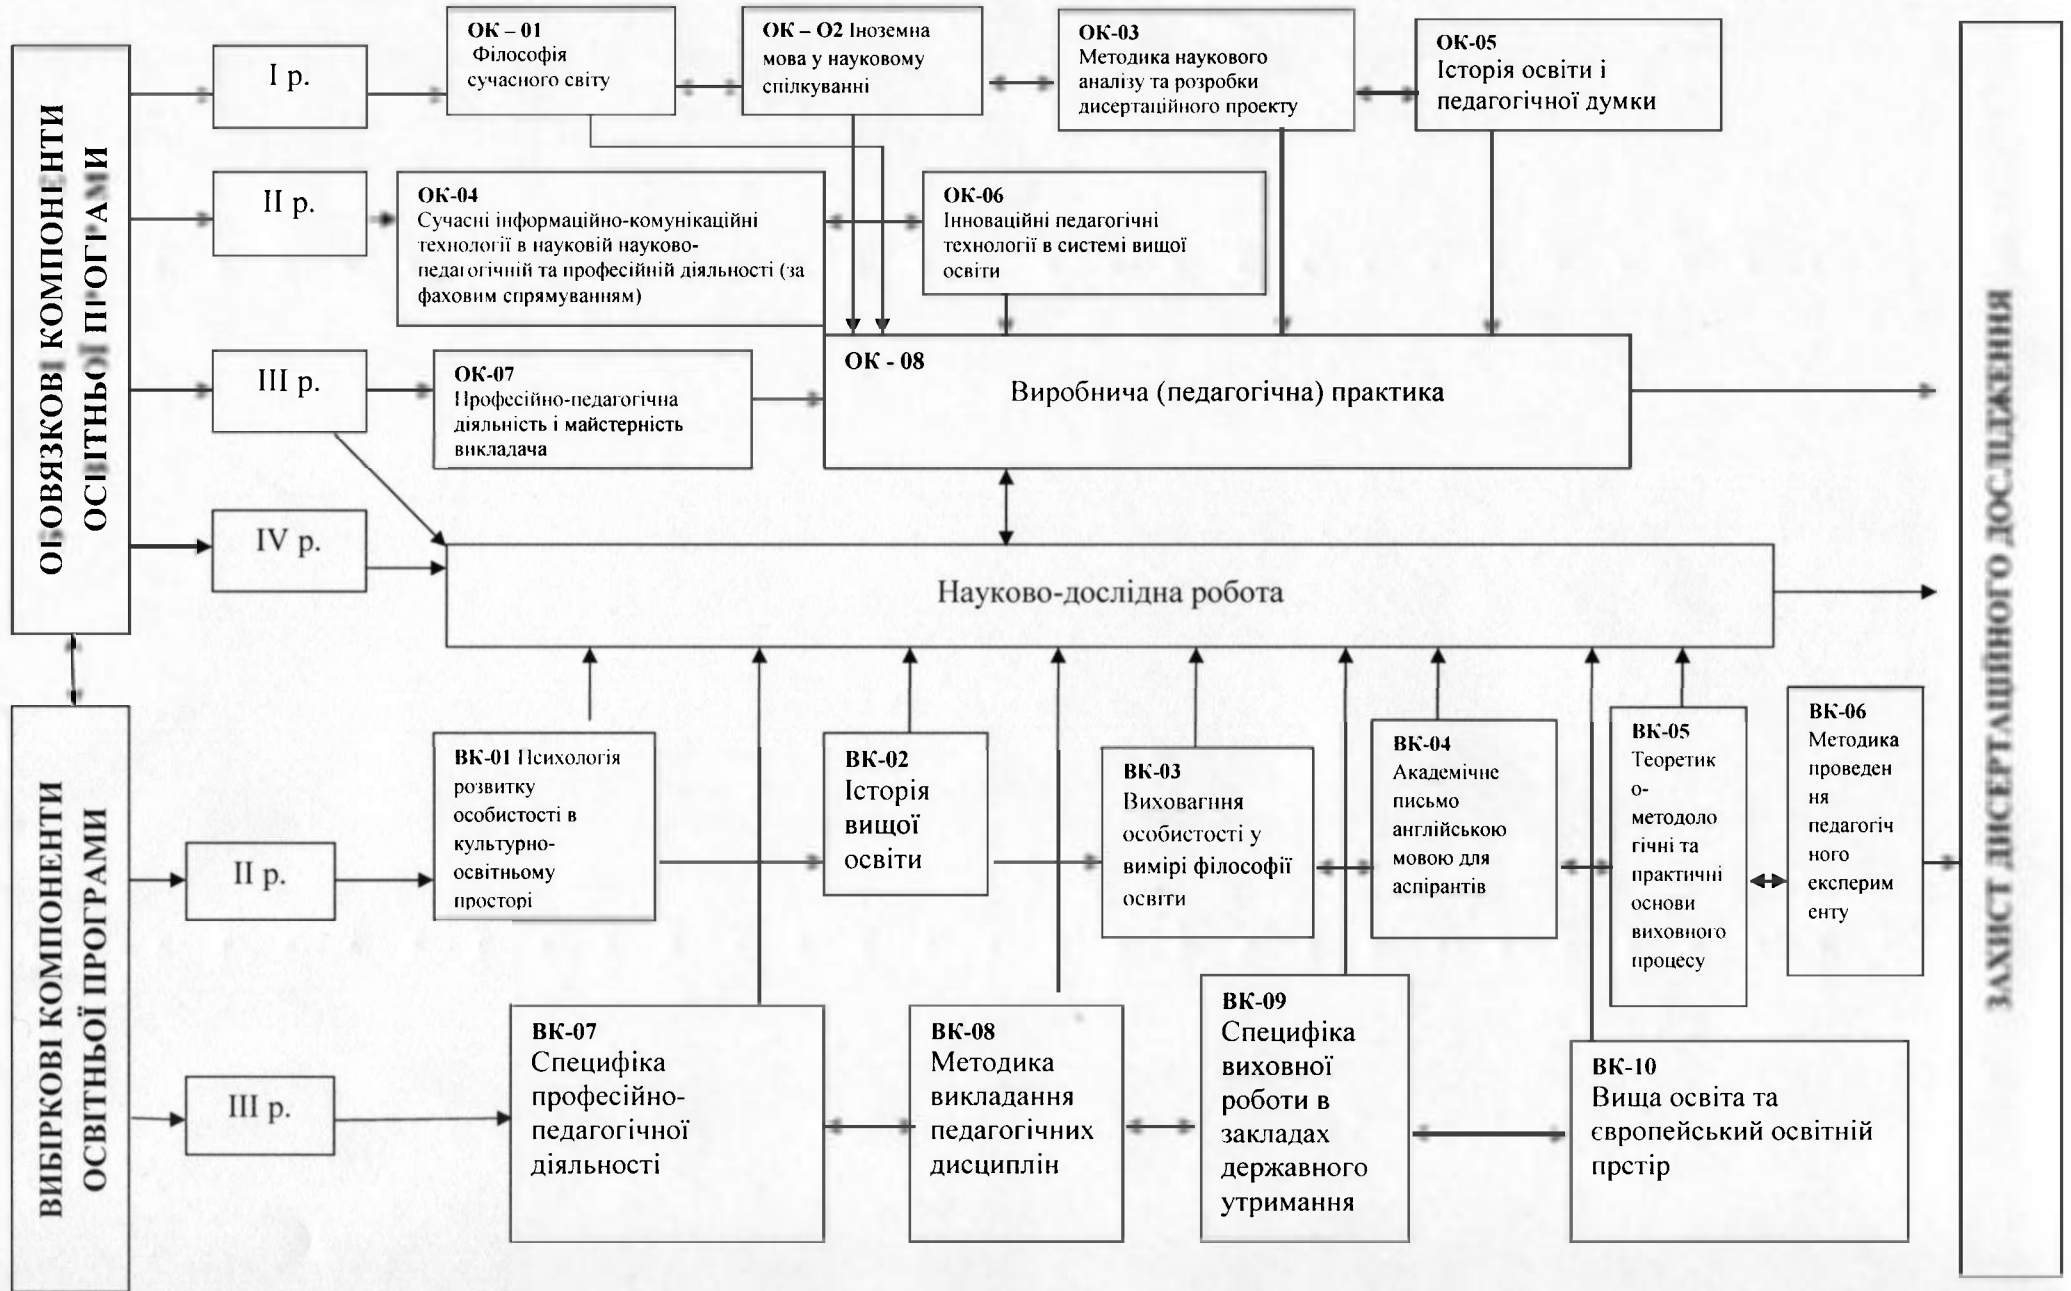 ОБОВЯЗКОВІ КОМПОНЕНТИ
ОСВІТНЬОЇ ПРОГРАМИ
І р.
ОК – 01
Філософія
сучасного світу
ОК – О2 Іноземна
мова у науковому
спілкуванні
ОК-03
Методика наукового
аналізу та розробки
дисертаційного проекту
ОК-05
Історія освіти і
педагогічної думки
ІІ р.
ОК-04
Сучасні інформаційно-комунікаційні
технології в науковій науково-
педагогічній та професійній діяльності (за
фаховим спрямуванням)
ОК-06
Інноваційні педагогічні
технології в системі вищої
освіти
ІІІ р.
ОК-07
Професійно-педагогічна
діяльність і майстерність
викладача
ОК - 08
Виробнича (педагогічна) практика
IV р.
Науково-дослідна робота
ВИБІРКОВІ КОМПОНЕНТИ
ОСВІТНЬОЇ ПРОГРАМИ
ІІ р.
ВК-01 Психологія
розвитку
особистості в
культурно-
освітньому
просторі
ВК-02
Історія
вищої
освіти
ВК-03
Виховання
особистості у
вимірі філософії
освіти
ВК-04
Академічне
письмо
англійською
мовою для
аспірантів
ВК-05
Теоретик
о-
методоло
гічні та
практичні
основи
виховного
процесу
ВК-06
Методика
проведен
ня
педагогіч
ного
експерим
енту
ІІІ р.
ВК-07
Специфіка
професійно-
педагогічної
діяльності
ВК-08
Методика
викладання
педагогічних
дисциплін
ВК-09
Специфіка
виховної
роботи в
закладах
державного
утримання
ВК-10
Вища освіта та
європейський освітній
прстір
ЗАХИСТ ДИСЕРТАЦІЙНОГО ДОСЛІДЖЕННЯ